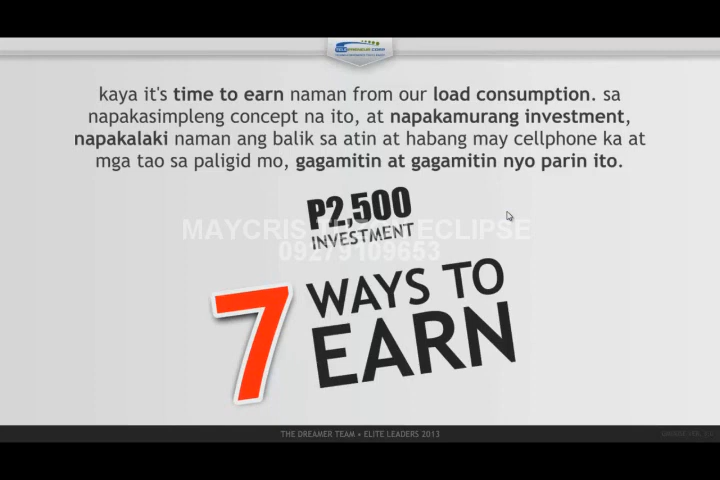 kaya it's time to earn naman from our load consumption. sa
napakasimpleng concept na ito, at napakamurang investment,
napakalaki naman ang balik sa atin at habang may cellphone ka at
mga tao sa paligid mo, gagamitin at gagamitin nyo parin ito.
P2,500
INVESTMENT
MAYCRIS ECLIPSE
09279109653
7 WAYS TO
EARN
THE DREAMER TEAM • ELITE LEADERS 2013